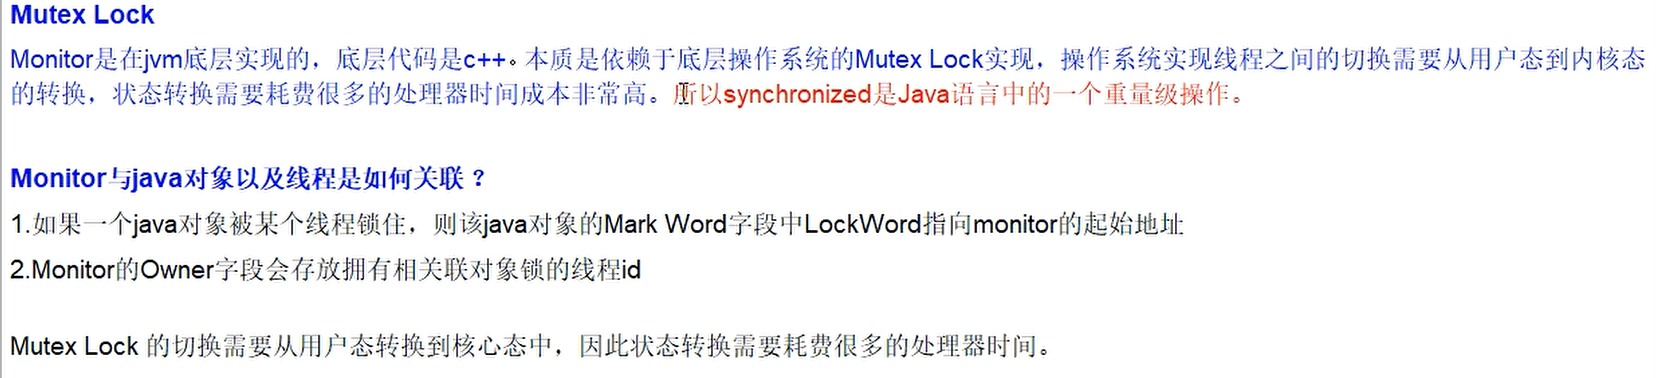 Mutex Lock
Monitor是在jvm底层实现的，底层代码是c++。本质是依赖于底层操作系统的Mutex Lock实现，操作系统实现线程之间的切换需要从用户态到内核态
的转换，状态转换需要耗费很多的处理器时间成本非常高。所以synchronized是Java语言中的一个重量级操作。
Monitor与java对象以及线程是如何关联？
1.如果一个java对象被某个线程锁住，则该java对象的Mark Word字段中LockWord指向monitor的起始地址
2.Monitor的Owner字段会存放拥有相关联对象锁的线程id
Mutex Lock 的切换需要从用户态转换到核心态中，因此状态转换需要耗费很多的处理器时间。